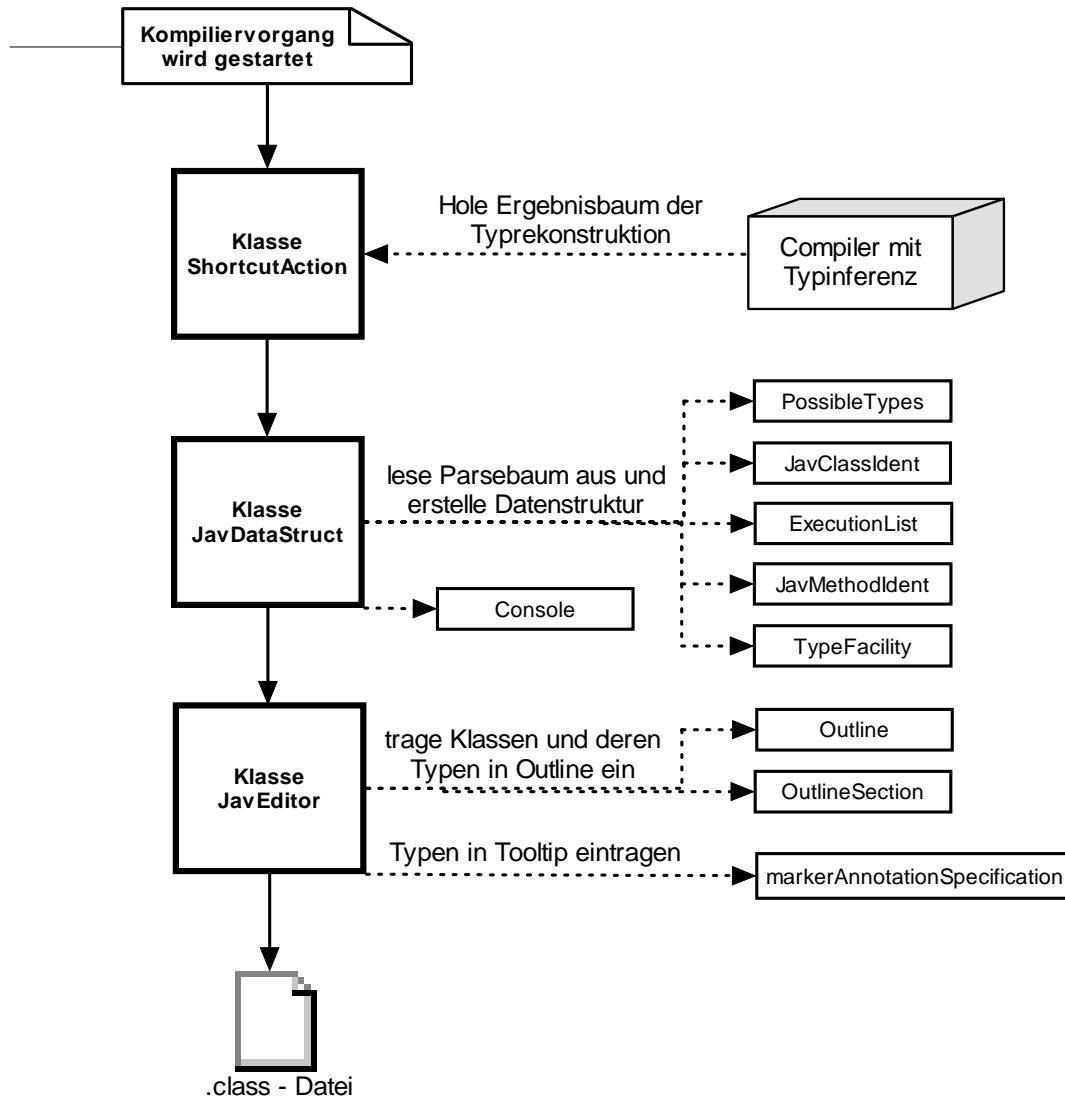 Kompiliervorgang
wird gestartet
Klasse
ShortcutAction
Hole Ergebnisbaum der
Typrekonstruktion
Compiler mit
Typinferenz
Klasse
JavDataStruct
lese Parsebaum aus und
erstelle Datenstruktur
PossibleTypes
JavClassIdent
ExecutionList
JavMethodIdent
TypeFacility
Console
Klasse
JavEditor
trage Klassen und deren
Typen in Outline ein
Outline
OutlineSection
Typen in Tooltip eintragen
markerAnnotationSpecification
.class - Datei